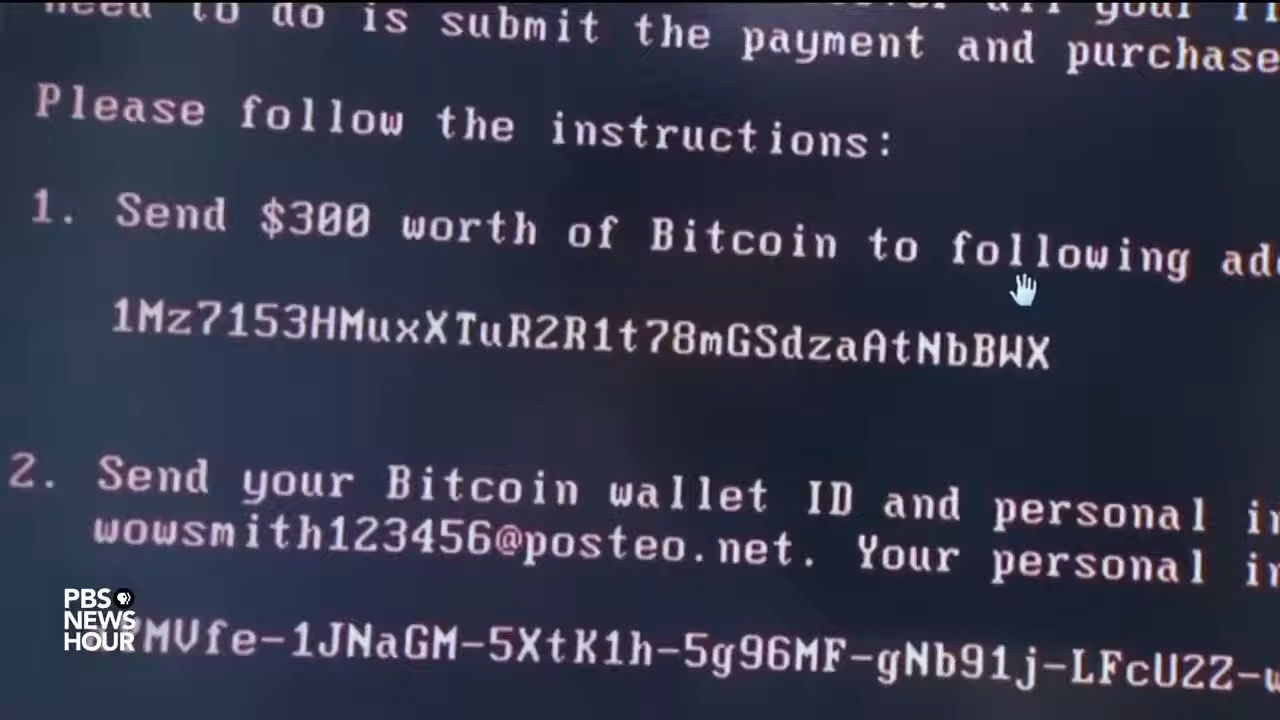 need to do is submit the payment and purchase
Please follow the instructions:
1. Send $300 worth of Bitcoin to following
1Mz7153HMuxXTuR2R1t78mGSdzaAtNbBWX
2. Send your Bitcoin wallet ID and personal
wowsmith123456@posteo.net. Your personal
PBS
NEWS
HOUR
MVfe-1JNaGM-5XtK1h-5g96MF-gNb91j-LFcU2Z-